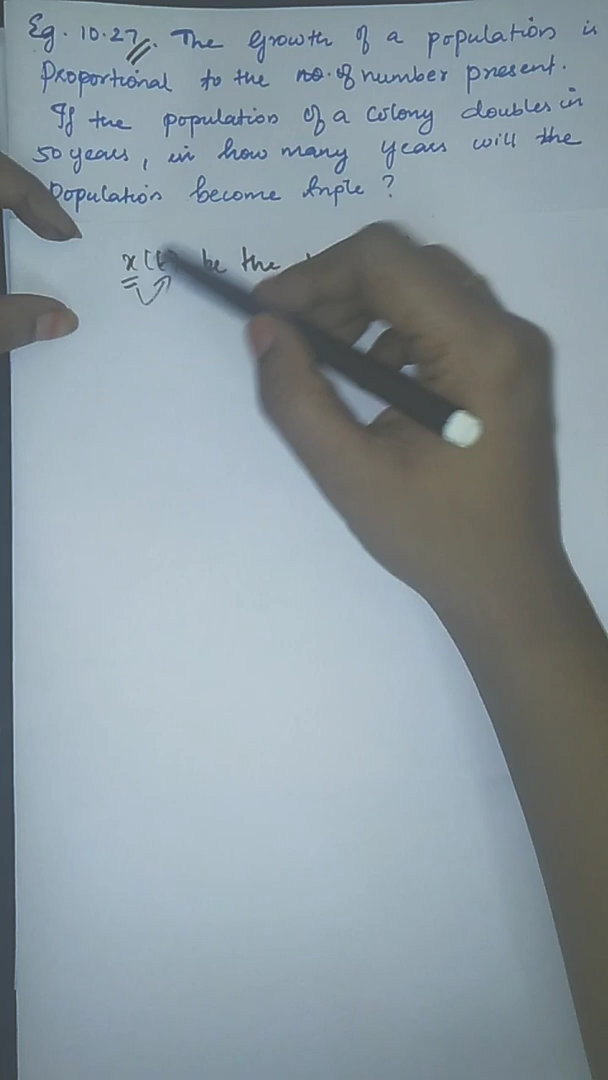 Eg. 10.27. The Growth of a population is
proportional to the no. of number present.
If the population of a colony doubles in
50 years, in how many years will the
population become triple ?
x(t) be the